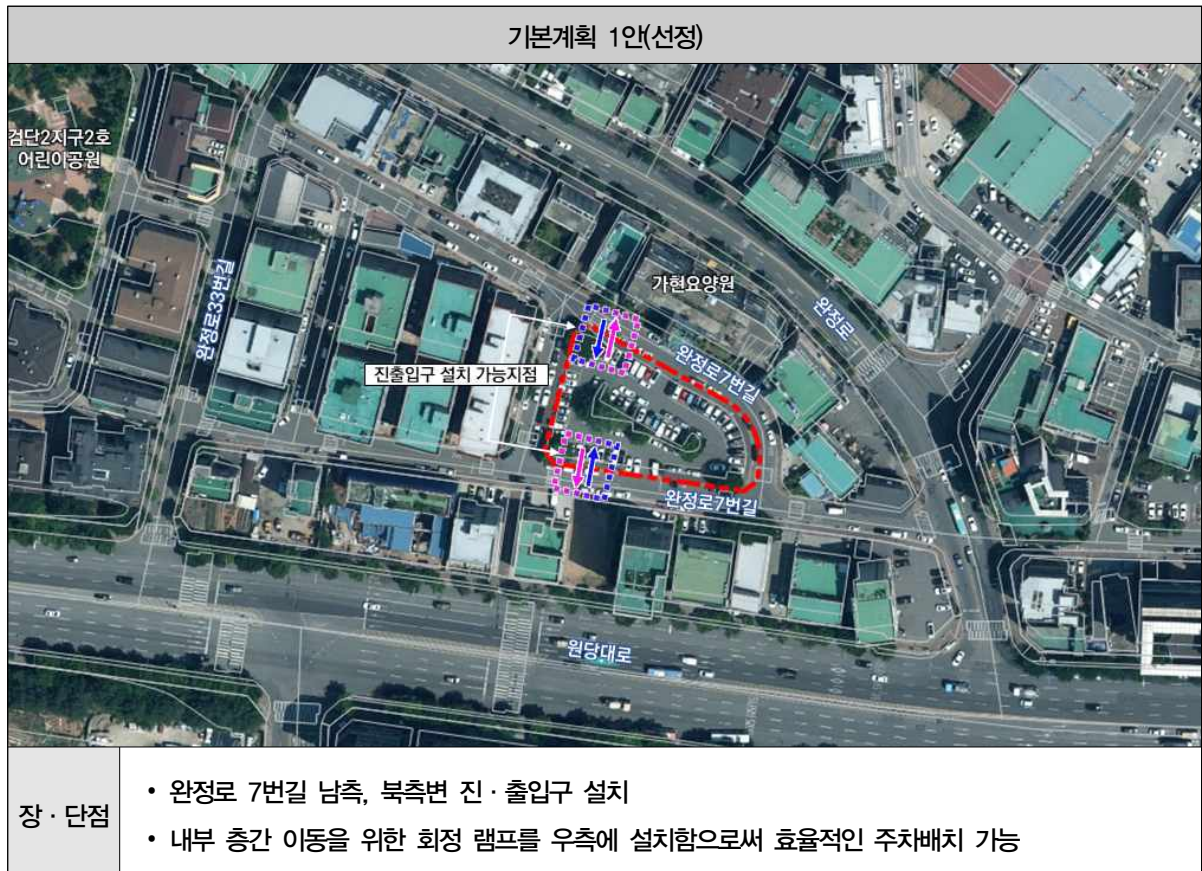 기본계획 1안(선정)
검단2지구2호
어린이공원
완정로33번길
가현요양원
완정로
완정로7번길
진출입구 설치 가능지점
완정로7번길
원당대로
장 · 단점
• 완정로 7번길 남측, 북측변 진 · 출입구 설치
• 내부 층간 이동을 위한 회정 램프를 우측에 설치함으로써 효율적인 주차배치 가능